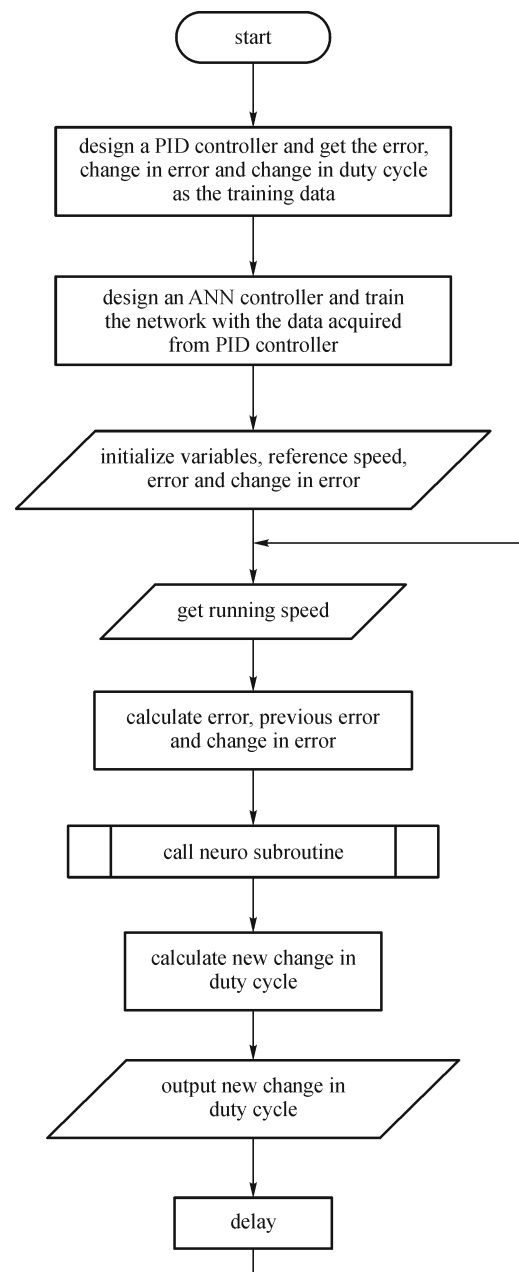 start
design a PID controller and get the error,
change in error and change in duty cycle
as the training data
design an ANN controller and train
the network with the data acquired
from PID controller
initialize variables, reference speed,
error and change in error
get running speed
calculate error, previous error
and change in error
call neuro subroutine
calculate new change in
duty cycle
output new change in
duty cycle
delay